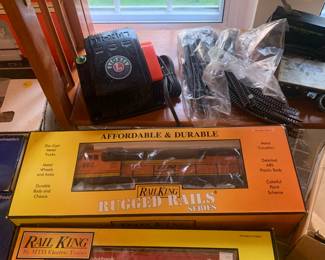 LIONEL
AFFORDABLE & DURABLE
Die-Cast
Metal
Trucks
Metal
Wheels
and Axles
Durable
Body and
Chassis
Metal
Couplers
Detailed
ABS
Plastic Body
Colorful
Paint
Scheme
RAIL KING
RUGGED RAILS
SERIES
RAIL KING
By MTH Electric Trains